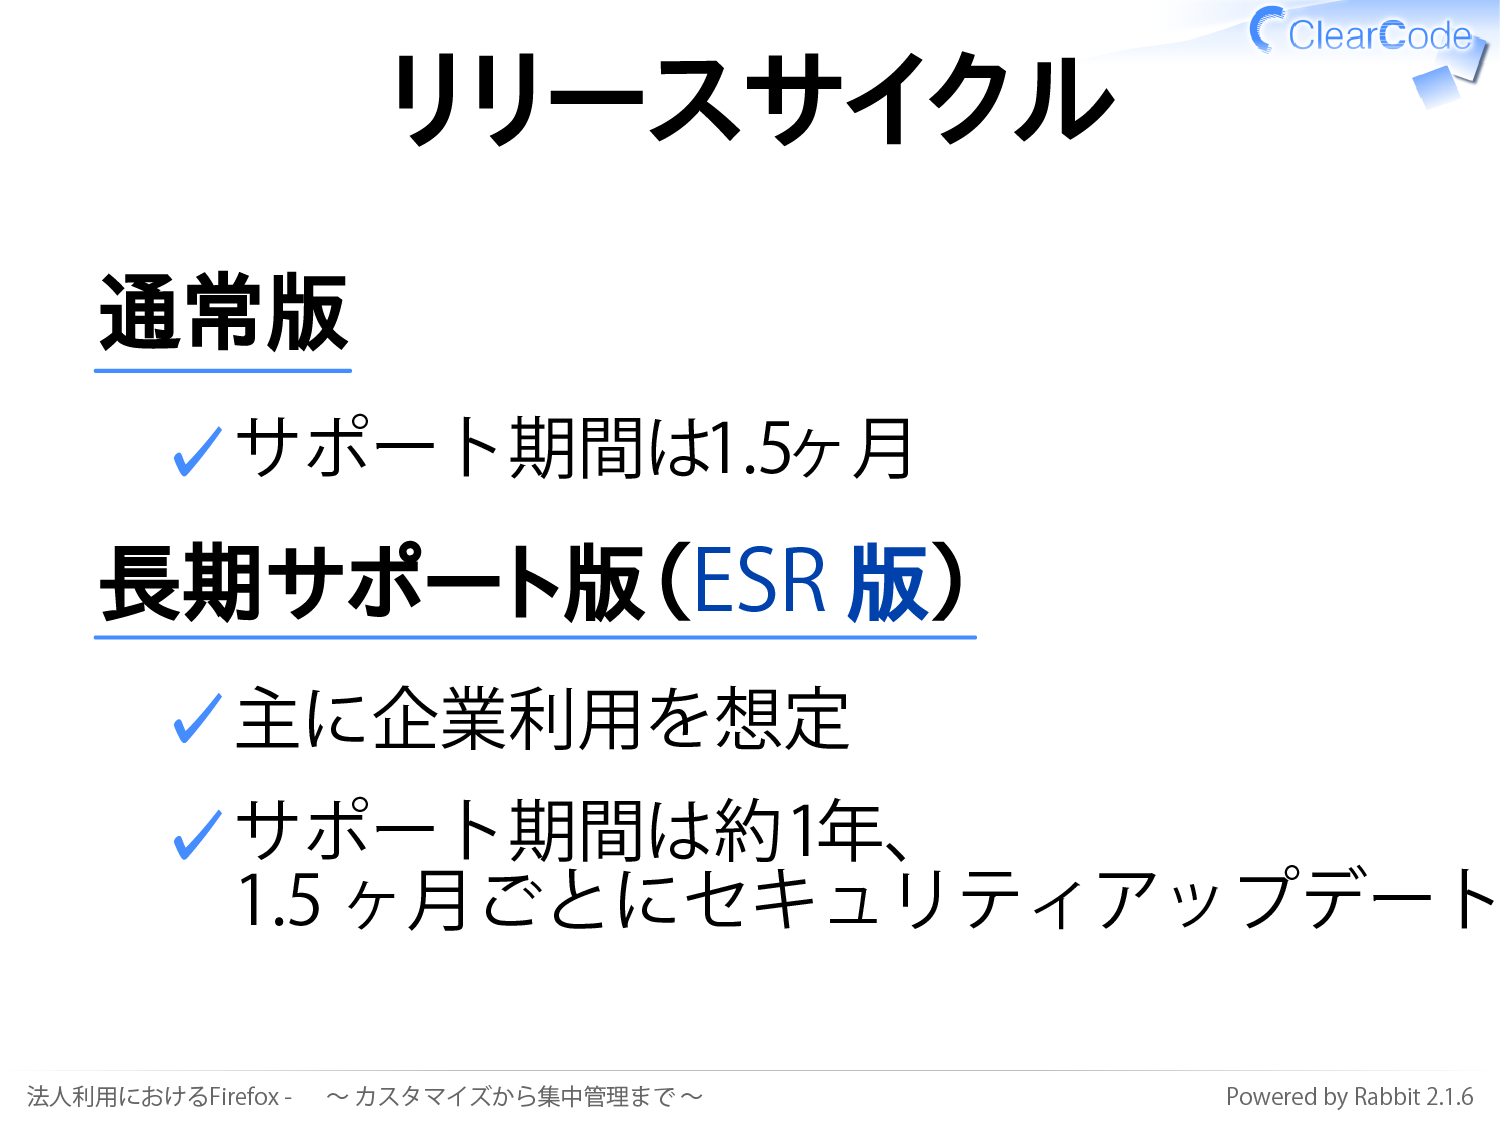 ClearCode
リリースサイクル
通常版
✓サポート期間は1.5ヶ月
長期サポート版（ESR 版）
✓主に企業利用を想定
✓サポート期間は約1年、
1.5 ヶ月ごとにセキュリティアップデート
法人利用におけるFirefox - ～ カスタマイズから集中管理まで ～
Powered by Rabbit 2.1.6